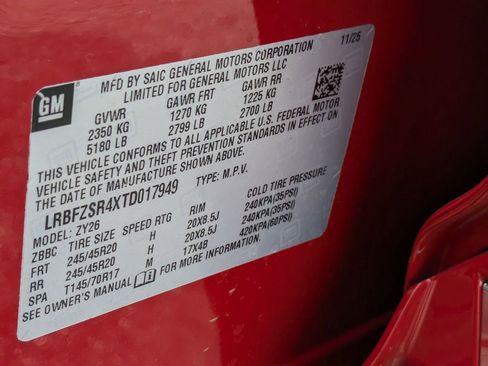 GM
11/25
MFD BY SAIC GENERAL MOTORS CORPORATION
LIMITED FOR GENERAL MOTORS LLC
GVWR GAWR FRT GAWR RR
2350 KG 1270 KG 1225 KG
5180 LB 2799 LB 2700 LB
THIS VEHICLE CONFORMS TO ALL APPLICABLE U.S. FEDERAL MOTOR
VEHICLE SAFETY AND THEFT PREVENTION STANDARDS IN EFFECT ON
THE DATE OF MANUFACTURE SHOWN ABOVE.
LRBFZSR4XTD017949 TYPE: M.P.V.
MODEL: ZY26
ZBBC TIRE SIZE SPEED RTG RIM COLD TIRE PRESSURE
FRT 245/45R20 H 20X8.5J 240KPA(35PSI)
RR 245/45R20 H 20X8.5J 240KPA(35PSI)
SPA T145/70R17 M 17X4B 420KPA(60PSI)
SEE OWNER'S MANUAL FOR MORE INFORMATION.